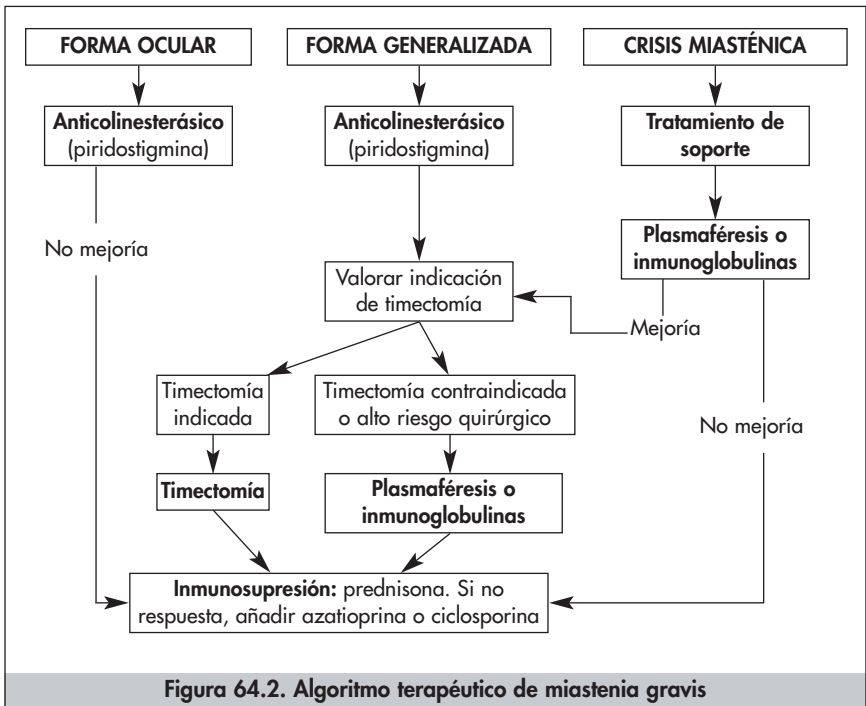 FORMA OCULAR
FORMA GENERALIZADA
CRISIS MIASTÉNICA
Anticolinesterásico
(piridostigmina)
Anticolinesterásico
(piridostigmina)
Tratamiento de
soporte
No mejoría
Plasmaféresis o
inmunoglobulinas
Valorar indicación
de timectomía
Mejoría
Timectomía
indicada
Timectomía contraindicada
o alto riesgo quirúrgico
No mejoría
Timectomía
Plasmaféresis o
inmunoglobulinas
Inmunosupresión: prednisona. Si no
respuesta, añadir azatioprina o ciclosporina
Figura 64.2. Algoritmo terapéutico de miastenia gravis